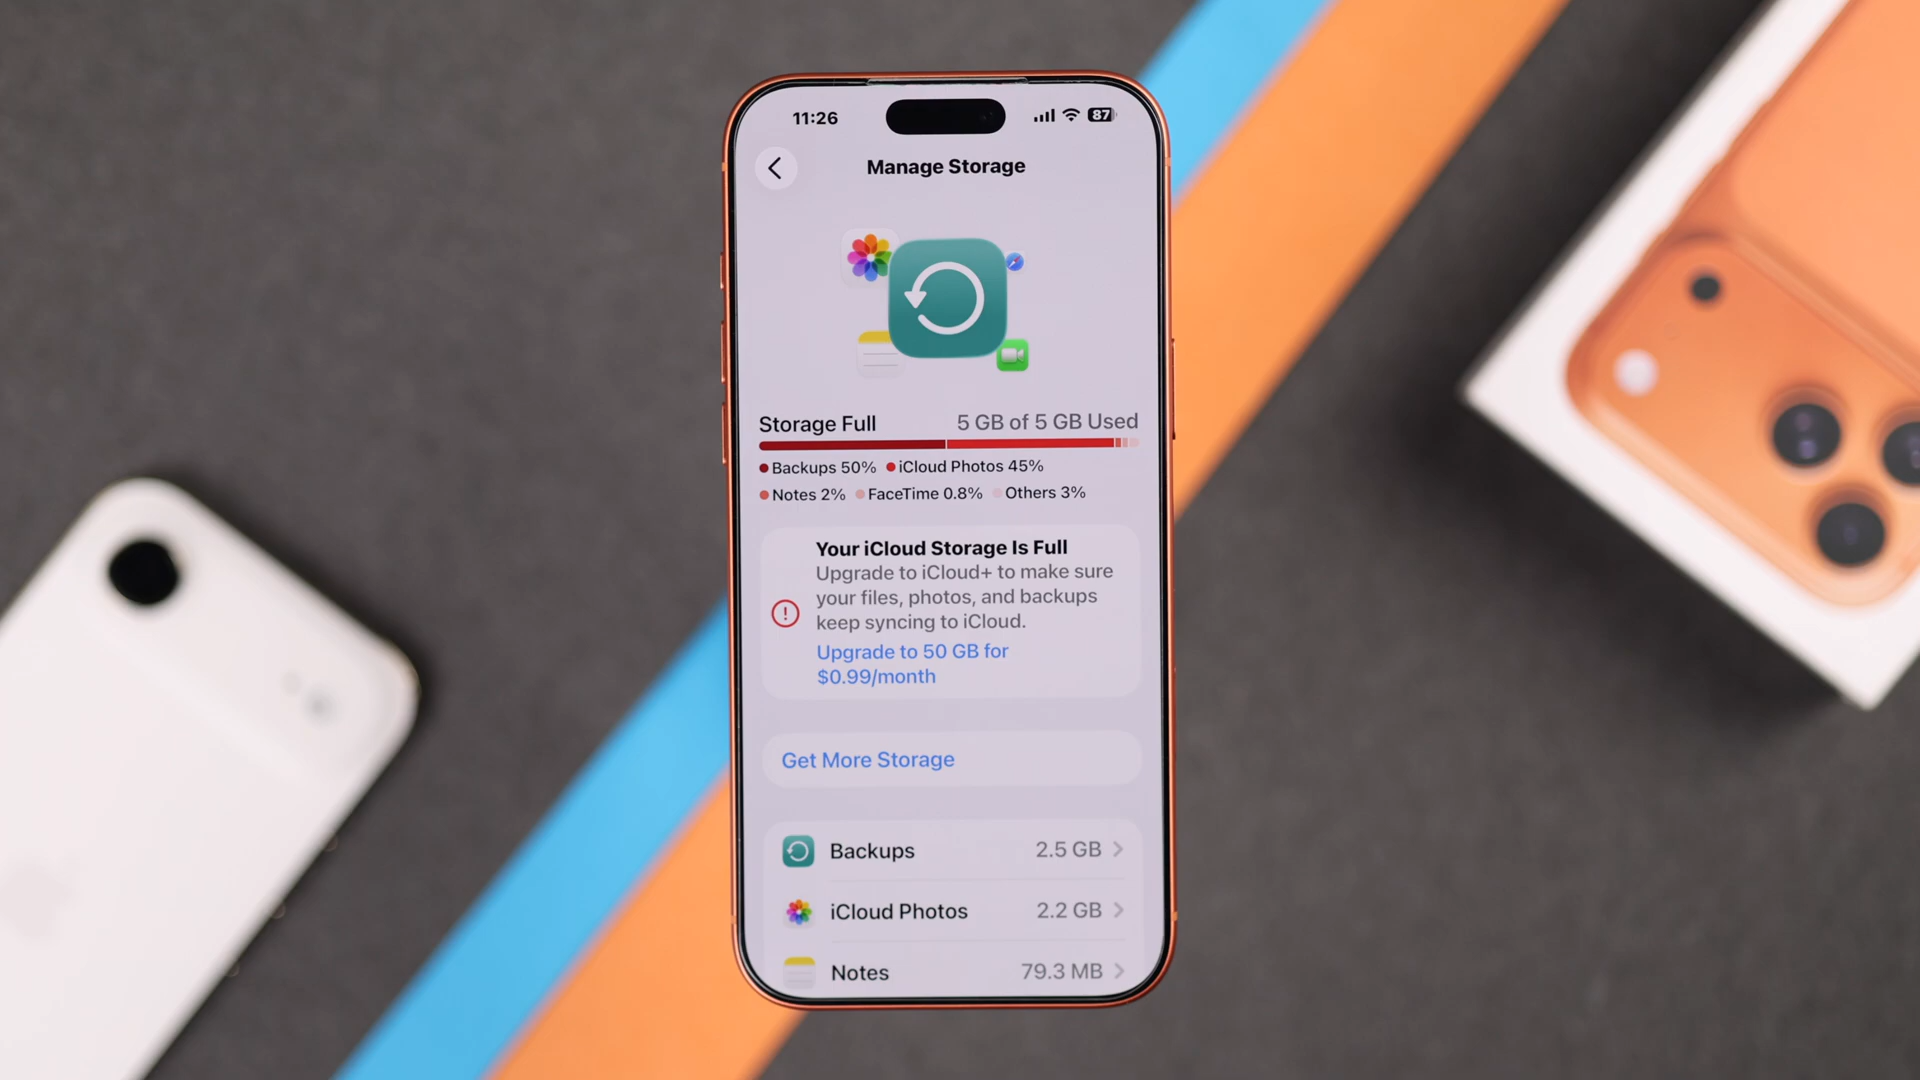 11:26
87
Manage Storage
Storage Full 5 GB of 5 GB Used
Backups 50% iCloud Photos 45%
Notes 2% FaceTime 0.8% Others 3%
Your iCloud Storage Is Full
Upgrade to iCloud+ to make sure
your files, photos, and backups
keep syncing to iCloud.
Upgrade to 50 GB for
$0.99/month
Get More Storage
Backups 2.5 GB
iCloud Photos 2.2 GB
Notes 79.3 MB